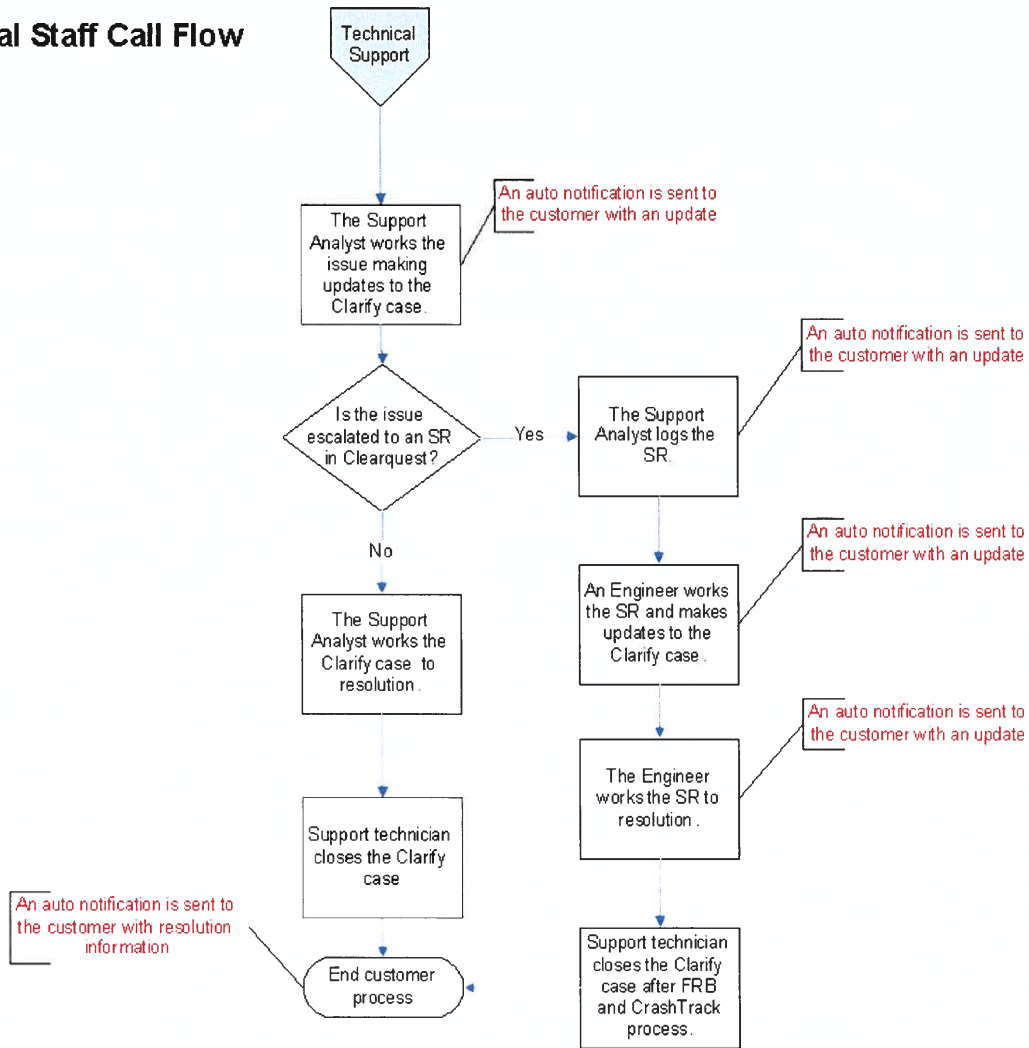 al Staff Call Flow
Technical
Support
An auto notification is sent to
the customer with an update
The Support
Analyst works the
issue making
updates to the
Clarify case.
An auto notification is sent to
the customer with an update
Is the issue
escalated to an SR
in Clearquest?
Yes
The Support
Analyst logs the
SR.
No
An auto notification is sent to
the customer with an update
An Engineer works
the SR and makes
updates to the
Clarify case.
The Support
Analyst works the
Clarify case to
resolution.
An auto notification is sent to
the customer with an update
The Engineer
works the SR to
resolution.
Support technician
closes the Clarify
case
An auto notification is sent to
the customer with resolution
information
End customer
process
Support technician
closes the Clarify
case after FRB
and CrashTrack
process.